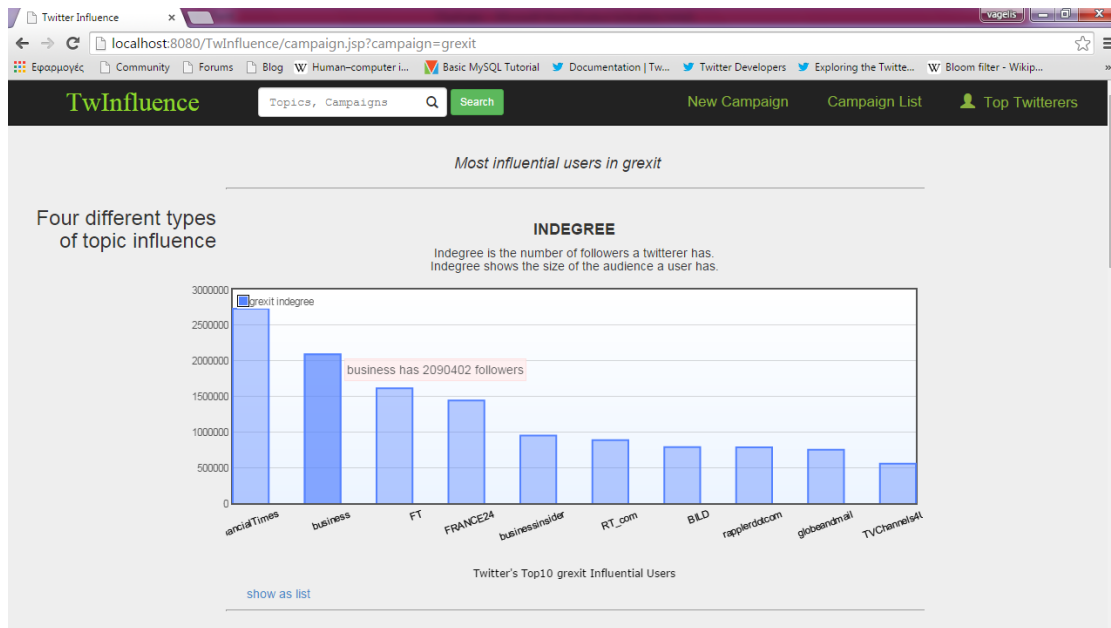 Twitter Influence
vagelis
localhost:8080/TwInfluence/campaign.jsp?campaign=grexit
Εφαρμογές Community Forums Blog Human–computer i... Basic MySQL Tutorial Documentation | Tw... Twitter Developers Exploring the Twitte... Bloom filter - Wikip...
TwInfluence Topics, Campaigns Search New Campaign Campaign List Top Twitterers
Most influential users in grexit
Four different types
of topic influence
INDEGREE
Indegree is the number of followers a twitterer has.
Indegree shows the size of the audience a user has.
grexit indegree
3000000
2500000
2000000
1500000
1000000
500000
0
business has 2090402 followers
ancialTimes business FT FRANCE24 businessinsider RT_com BILD rapplerdotcom globeandmail TVChannels4U
Twitter's Top10 grexit Influential Users
show as list